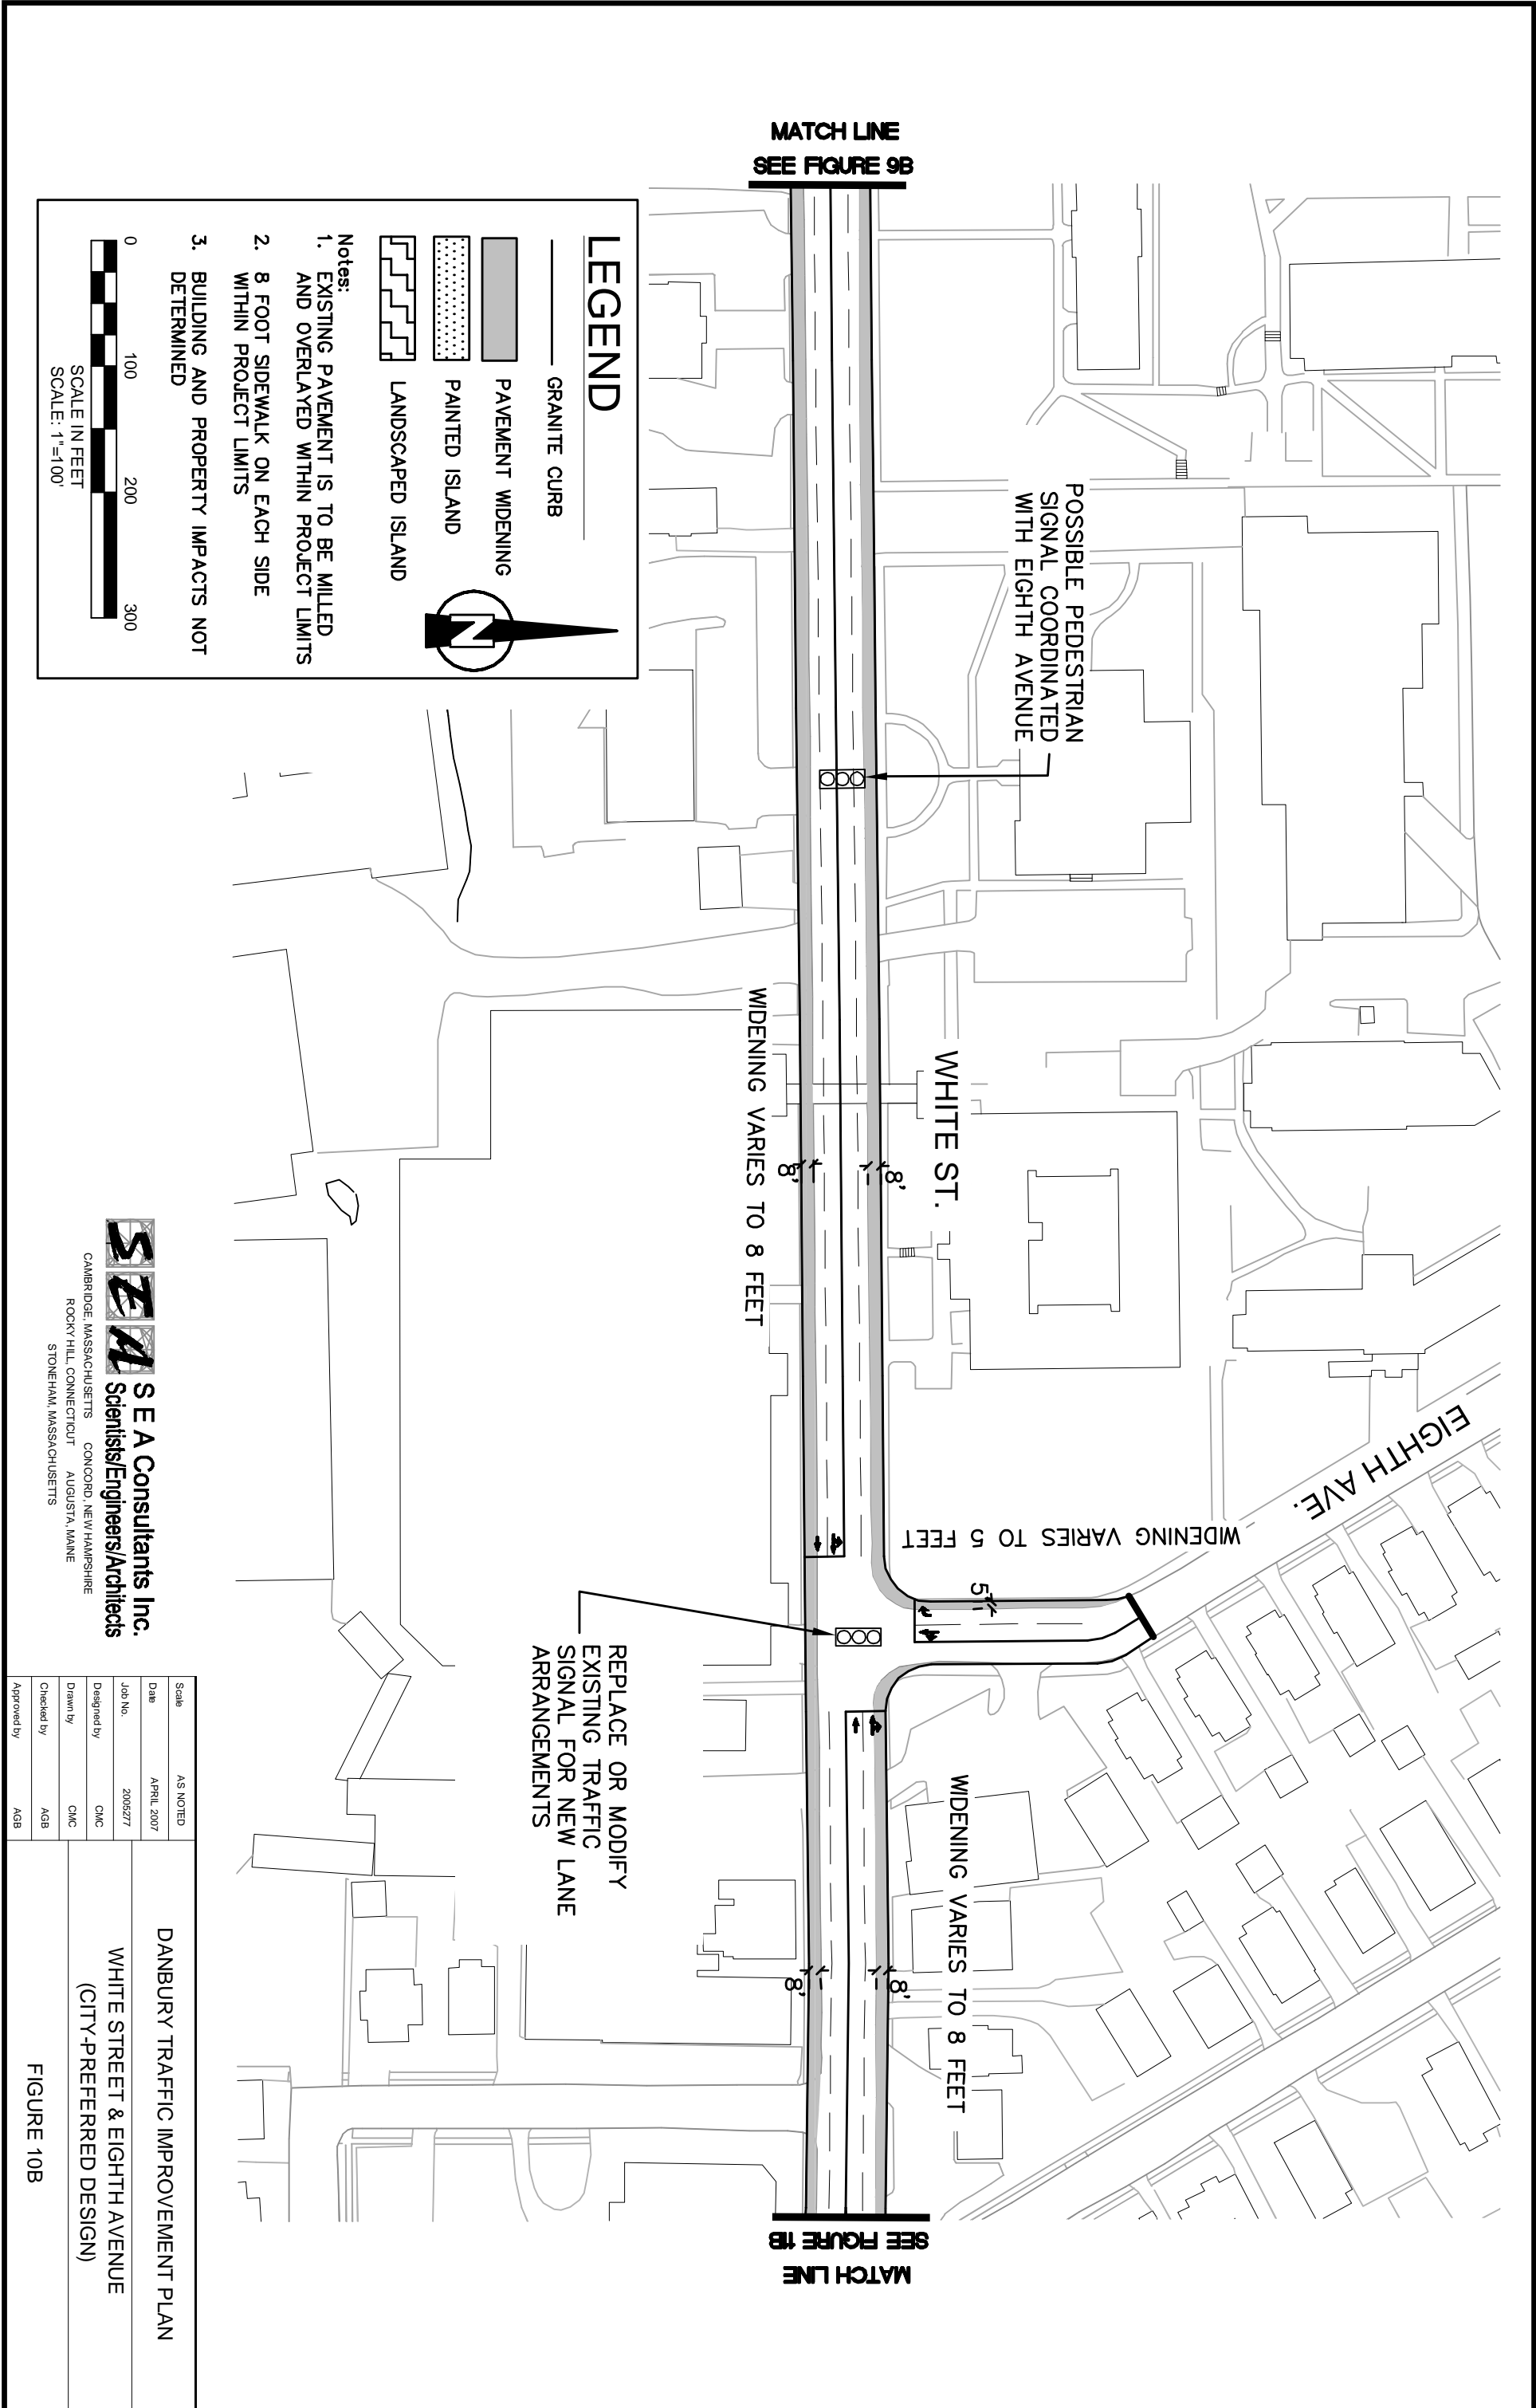 MATCH LINE
SEE FIGURE 9B
POSSIBLE PEDESTRIAN
SIGNAL COORDINATED
WITH EIGHTH AVENUE
WHITE ST.
8'
8'
WIDENING VARIES TO 8 FEET
EIGHTH AVE.
WIDENING VARIES TO 5 FEET
5'
REPLACE OR MODIFY
EXISTING TRAFFIC
SIGNAL FOR NEW LANE
ARRANGEMENTS
WIDENING VARIES TO 8 FEET
8'
8'
SEE FIGURE 11B
MATCH LINE
LEGEND
GRANITE CURB
PAVEMENT WIDENING
PAINTED ISLAND
LANDSCAPED ISLAND
N
Notes:
1. EXISTING PAVEMENT IS TO BE MILLED
AND OVERLAYED WITHIN PROJECT LIMITS
2. 8 FOOT SIDEWALK ON EACH SIDE
WITHIN PROJECT LIMITS
3. BUILDING AND PROPERTY IMPACTS NOT
DETERMINED
0 100 200 300
SCALE IN FEET
SCALE: 1"=100'
SEA
S E A Consultants Inc.
Scientists/Engineers/Architects
CAMBRIDGE, MASSACHUSETTS CONCORD, NEW HAMPSHIRE
ROCKY HILL, CONNECTICUT AUGUSTA, MAINE
STONEHAM, MASSACHUSETTS
Scale AS NOTED
Date APRIL 2007
Job No. 2005277
Designed by CMC
Drawn by CMC
Checked by AGB
Approved by AGB
DANBURY TRAFFIC IMPROVEMENT PLAN
WHITE STREET & EIGHTH AVENUE
(CITY-PREFERRED DESIGN)
FIGURE 10B